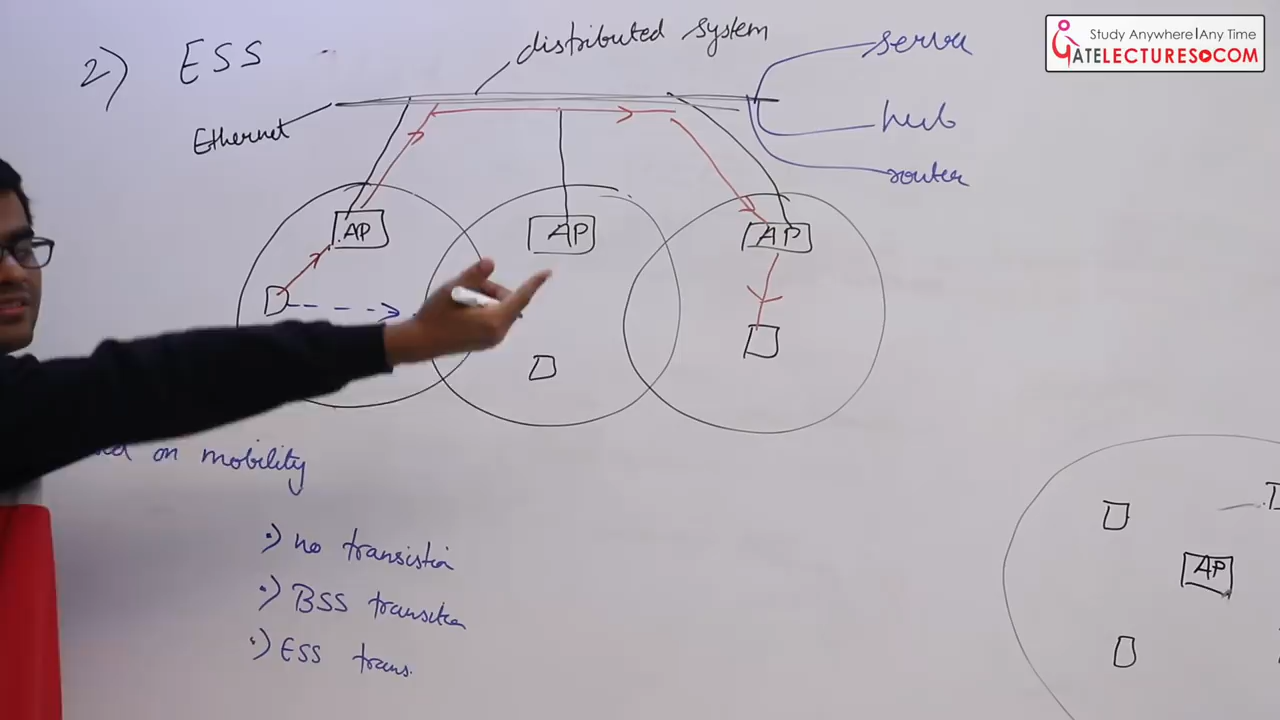 2) ESS
distributed system
Ethernet
server
hub
router
AP
AP
AP
on mobility
•) no transistion
•) BSS transition
•) ESS trans.
AP
Study Anywhere|Any Time
GATELECTURES.COM